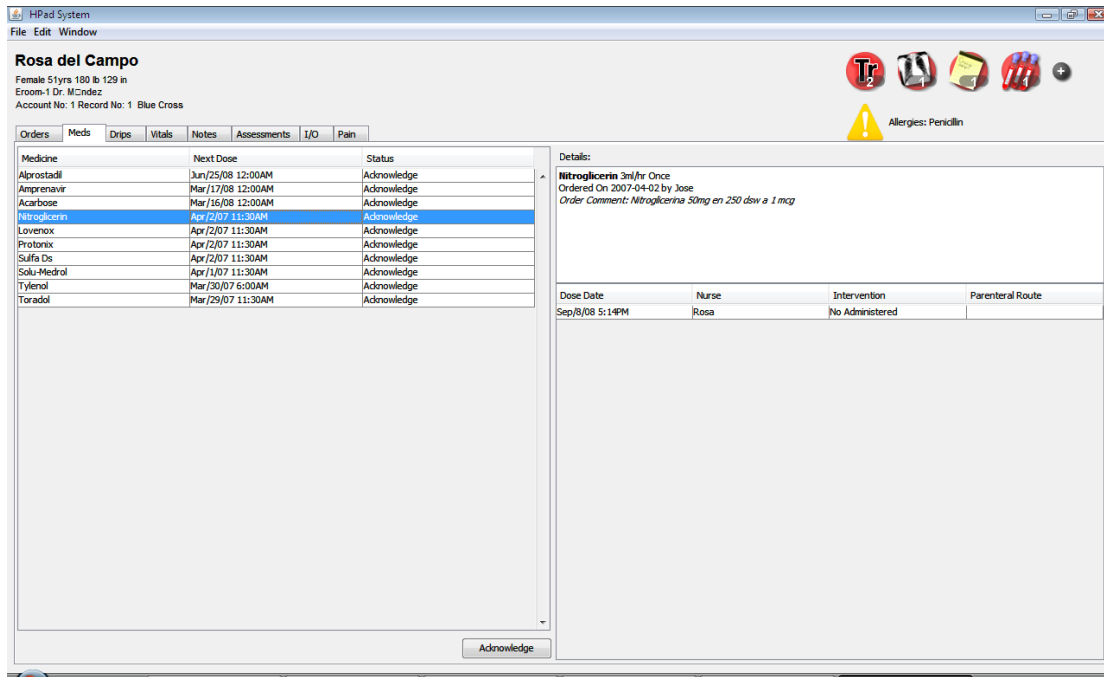 HPad System
File Edit Window
Rosa del Campo
Female 51yrs 180 lb 129 in
Eroom-1 Dr. M□ndez
Account No: 1 Record No: 1 Blue Cross
Tr 2
1
1
1
Allergies: Penicillin
Orders Meds Drips Vitals Notes Assessments I/O Pain
Medicine Next Dose Status
Alprostadil Jun/25/08 12:00AM Acknowledge
Amprenavir Mar/17/08 12:00AM Acknowledge
Acarbose Mar/16/08 12:00AM Acknowledge
Nitroglicerin Apr/2/07 11:30AM Acknowledge
Lovenox Apr/2/07 11:30AM Acknowledge
Protonix Apr/2/07 11:30AM Acknowledge
Sulfa Ds Apr/2/07 11:30AM Acknowledge
Solu-Medrol Apr/1/07 11:30AM Acknowledge
Tylenol Mar/30/07 6:00AM Acknowledge
Toradol Mar/29/07 11:30AM Acknowledge
Acknowledge
Details:
Nitroglicerin 3ml/hr Once
Ordered On 2007-04-02 by Jose
Order Comment: Nitroglicerina 50mg en 250 dsw a 1 mcg
Dose Date Nurse Intervention Parenteral Route
Sep/8/08 5:14PM Rosa No Administered